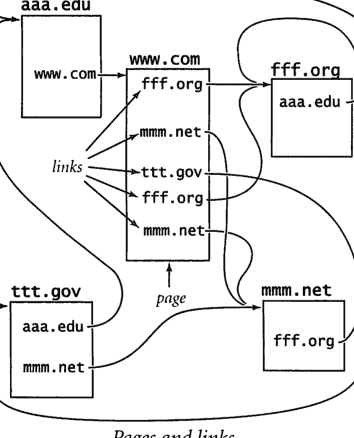 aaa.edu
www.com
www.com
fff.org
mmm.net
ttt.gov
fff.org
mmm.net
links
page
fff.org
aaa.edu
ttt.gov
aaa.edu
mmm.net
mmm.net
fff.org
Pages and links